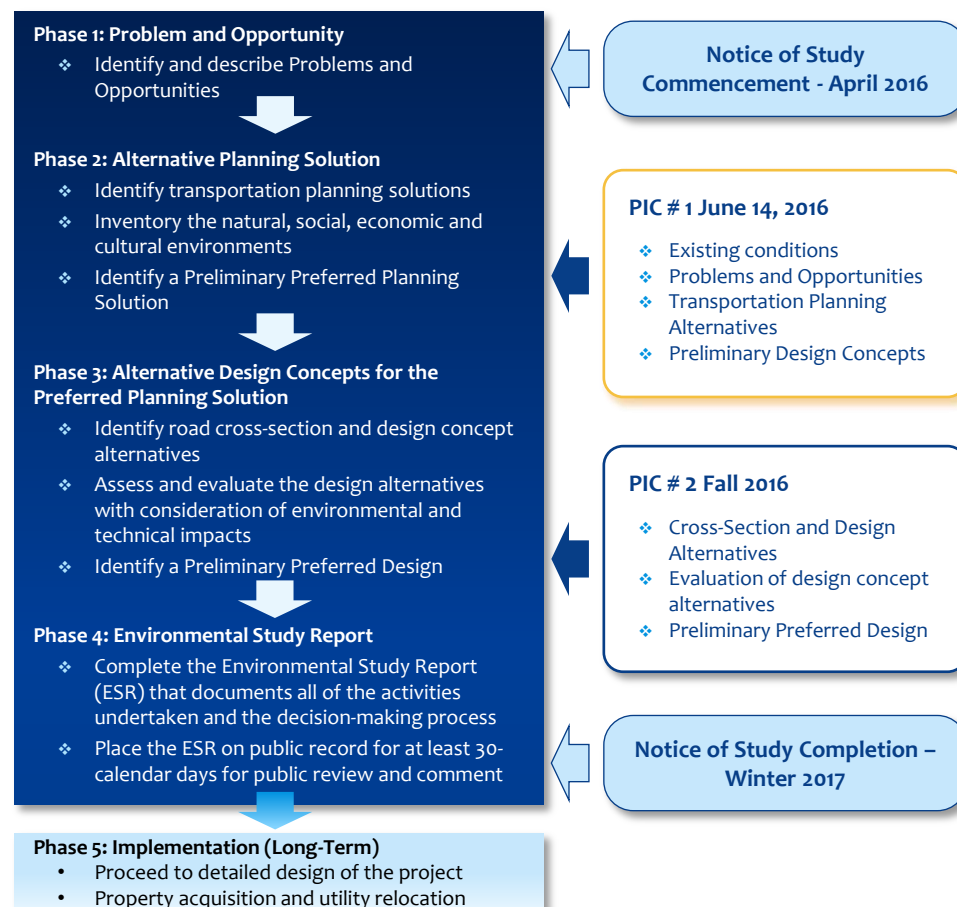 Phase 1: Problem and Opportunity
❖ Identify and describe Problems and
Opportunities
Phase 2: Alternative Planning Solution
❖ Identify transportation planning solutions
❖ Inventory the natural, social, economic and
cultural environments
❖ Identify a Preliminary Preferred Planning
Solution
Phase 3: Alternative Design Concepts for the
Preferred Planning Solution
❖ Identify road cross-section and design concept
alternatives
❖ Assess and evaluate the design alternatives
with consideration of environmental and
technical impacts
❖ Identify a Preliminary Preferred Design
Phase 4: Environmental Study Report
❖ Complete the Environmental Study Report
(ESR) that documents all of the activities
undertaken and the decision-making process
❖ Place the ESR on public record for at least 30-
calendar days for public review and comment
Phase 5: Implementation (Long-Term)
• Proceed to detailed design of the project
• Property acquisition and utility relocation
Notice of Study
Commencement - April 2016
PIC # 1 June 14, 2016
❖ Existing conditions
❖ Problems and Opportunities
❖ Transportation Planning
Alternatives
❖ Preliminary Design Concepts
PIC # 2 Fall 2016
❖ Cross-Section and Design
Alternatives
❖ Evaluation of design concept
alternatives
❖ Preliminary Preferred Design
Notice of Study Completion –
Winter 2017